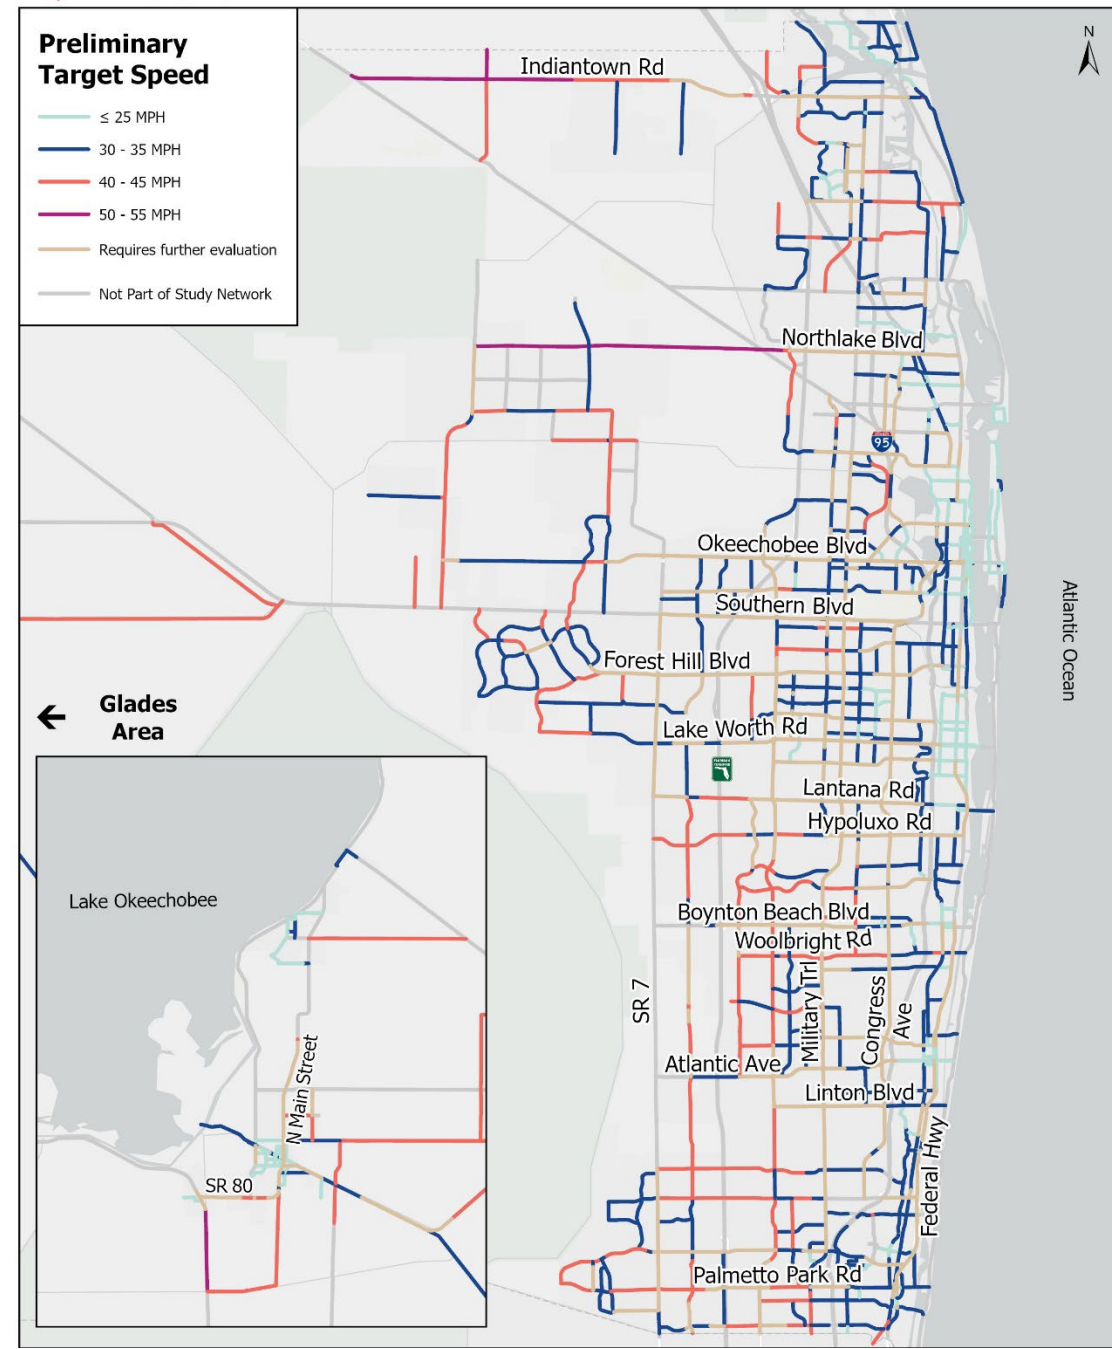 Preliminary
Target Speed
≤ 25 MPH
30 - 35 MPH
40 - 45 MPH
50 - 55 MPH
Requires further evaluation
Not Part of Study Network
N
Indiantown Rd
Northlake Blvd
95
Okeechobee Blvd
Southern Blvd
Forest Hill Blvd
Lake Worth Rd
Lantana Rd
Hypoluxo Rd
Boynton Beach Blvd
Woolbright Rd
SR 7
Military Trl
Congress
Ave
Atlantic Ave
Linton Blvd
Federal Hwy
Palmetto Park Rd
Atlantic Ocean
Glades
Area
Lake Okeechobee
N Main Street
SR 80